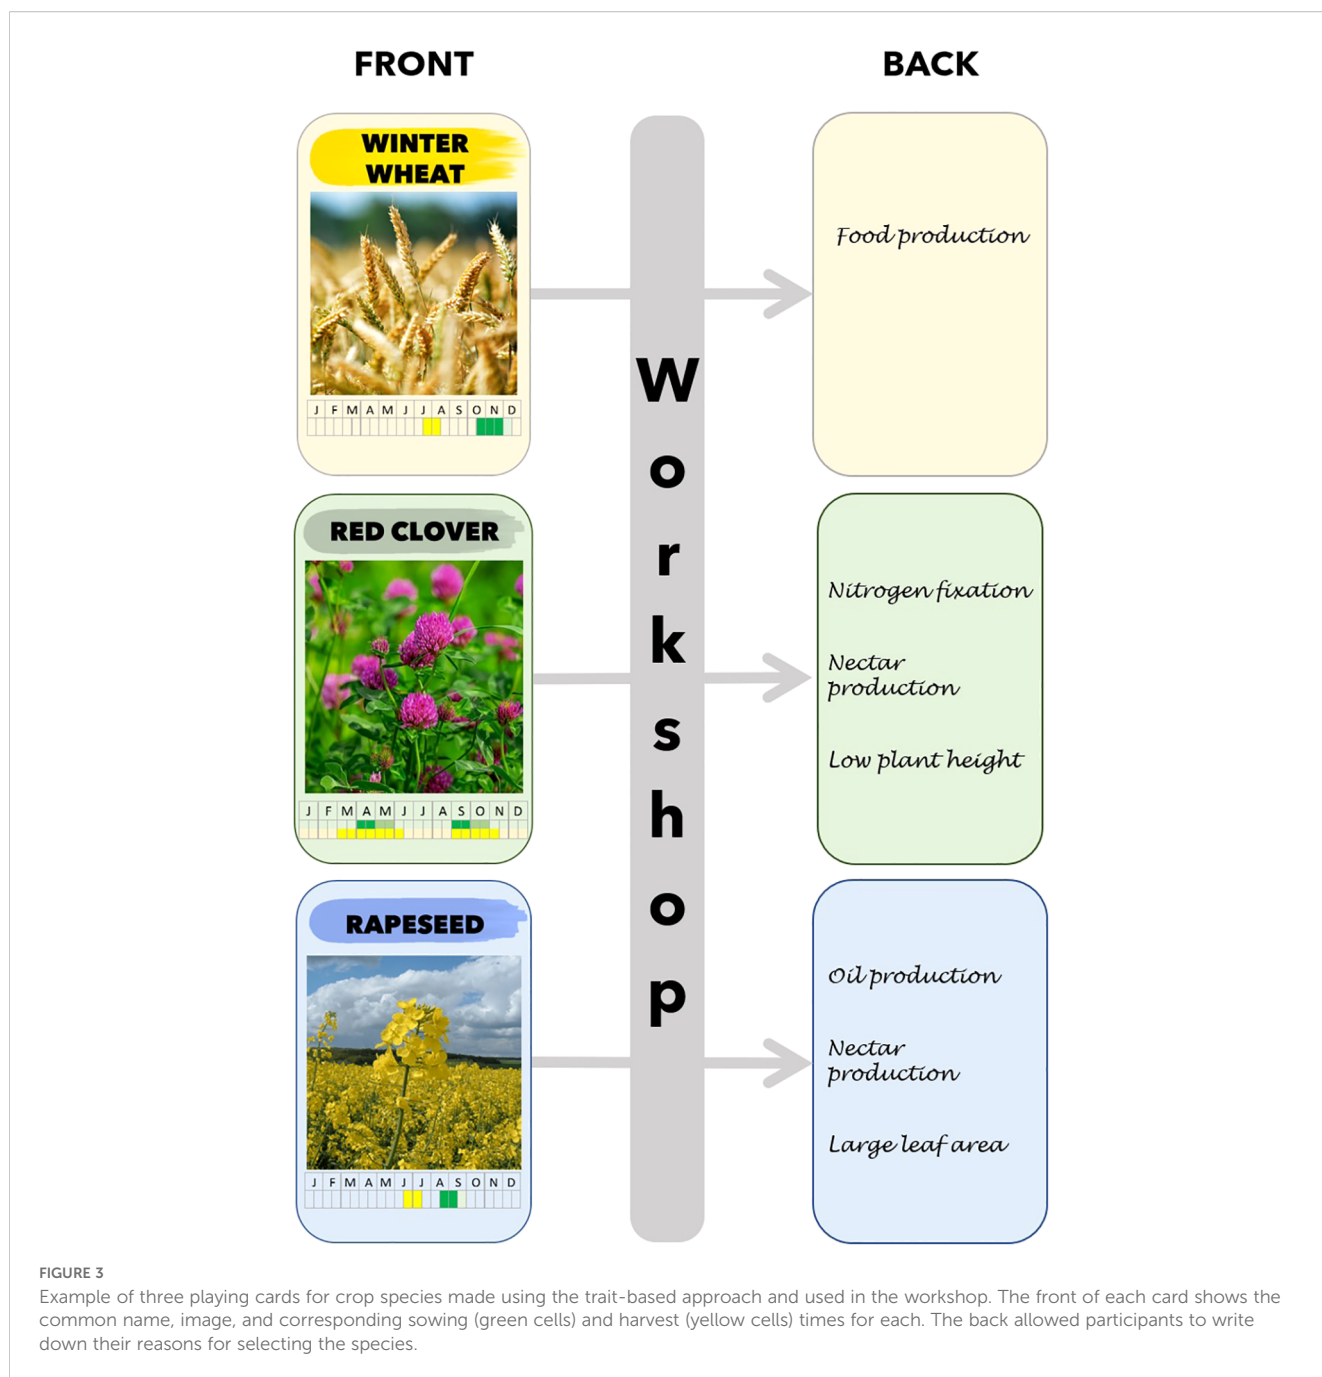 FRONT
BACK
WINTER
WHEAT
J F M A M J J A S O N D
Food production
RED CLOVER
J F M A M J J A S O N D
Nitrogen fixation
Nectar
production
Low plant height
RAPESEED
J F M A M J J A S O N D
Oil production
Nectar
production
Large leaf area
Workshop
FIGURE 3
Example of three playing cards for crop species made using the trait-based approach and used in the workshop. The front of each card shows the
common name, image, and corresponding sowing (green cells) and harvest (yellow cells) times for each. The back allowed participants to write
down their reasons for selecting the species.